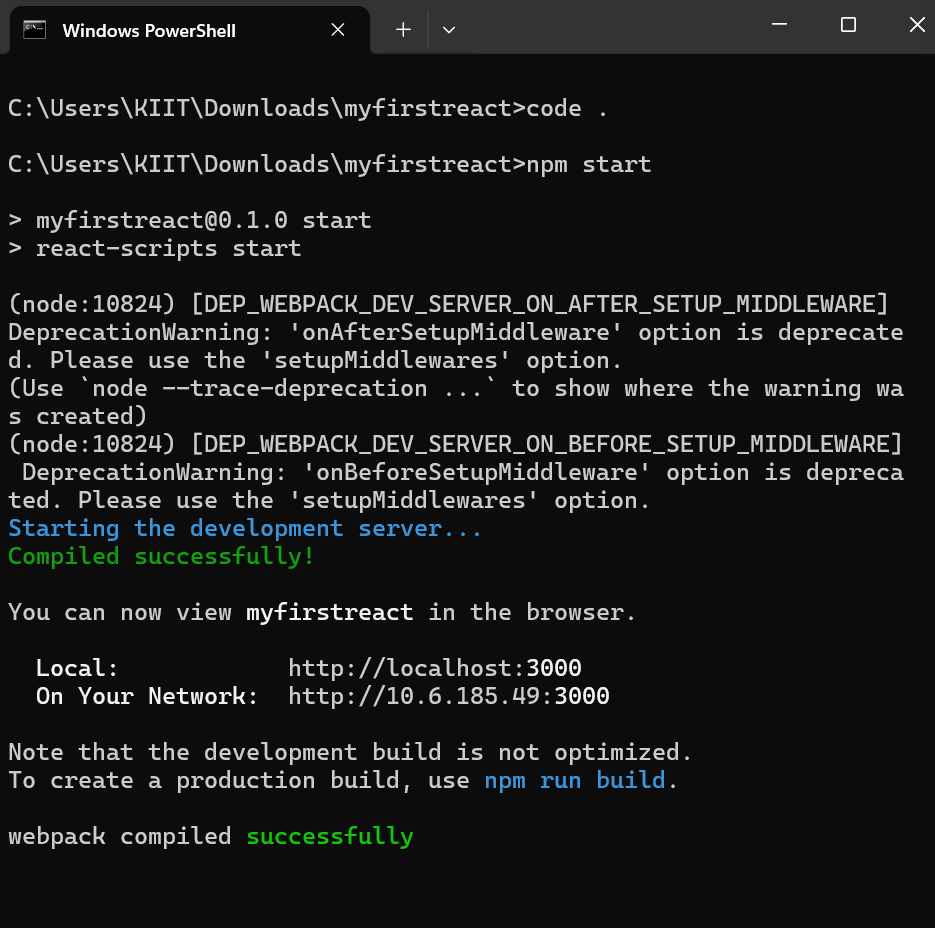 Windows PowerShell
C:\Users\KIIT\Downloads\myfirstreact>code .
C:\Users\KIIT\Downloads\myfirstreact>npm start
> myfirstreact@0.1.0 start
> react-scripts start
(node:10824) [DEP_WEBPACK_DEV_SERVER_ON_AFTER_SETUP_MIDDLEWARE]
DeprecationWarning: 'onAfterSetupMiddleware' option is deprecate
d. Please use the 'setupMiddlewares' option.
(Use `node --trace-deprecation ...` to show where the warning wa
s created)
(node:10824) [DEP_WEBPACK_DEV_SERVER_ON_BEFORE_SETUP_MIDDLEWARE]
 DeprecationWarning: 'onBeforeSetupMiddleware' option is depreca
ted. Please use the 'setupMiddlewares' option.
Starting the development server...
Compiled successfully!
You can now view myfirstreact in the browser.
  Local:            http://localhost:3000
  On Your Network:  http://10.6.185.49:3000
Note that the development build is not optimized.
To create a production build, use npm run build.
webpack compiled successfully